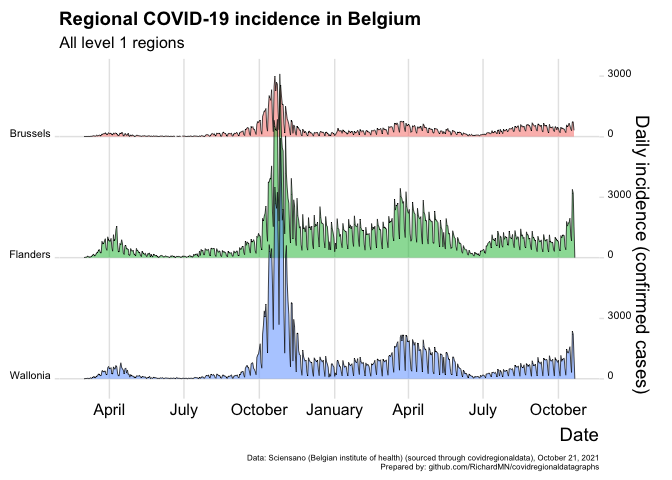 Regional COVID-19 incidence in Belgium
All level 1 regions
3000
Brussels
0
3000
Flanders
0
3000
Wallonia
0
Daily incidence (confirmed cases)
April July October January April July October
Date
Data: Sciensano (Belgian institute of health) (sourced through covidregionaldata), October 21, 2021
Prepared by: github.com/RichardMN/covidregionaldatagraphs